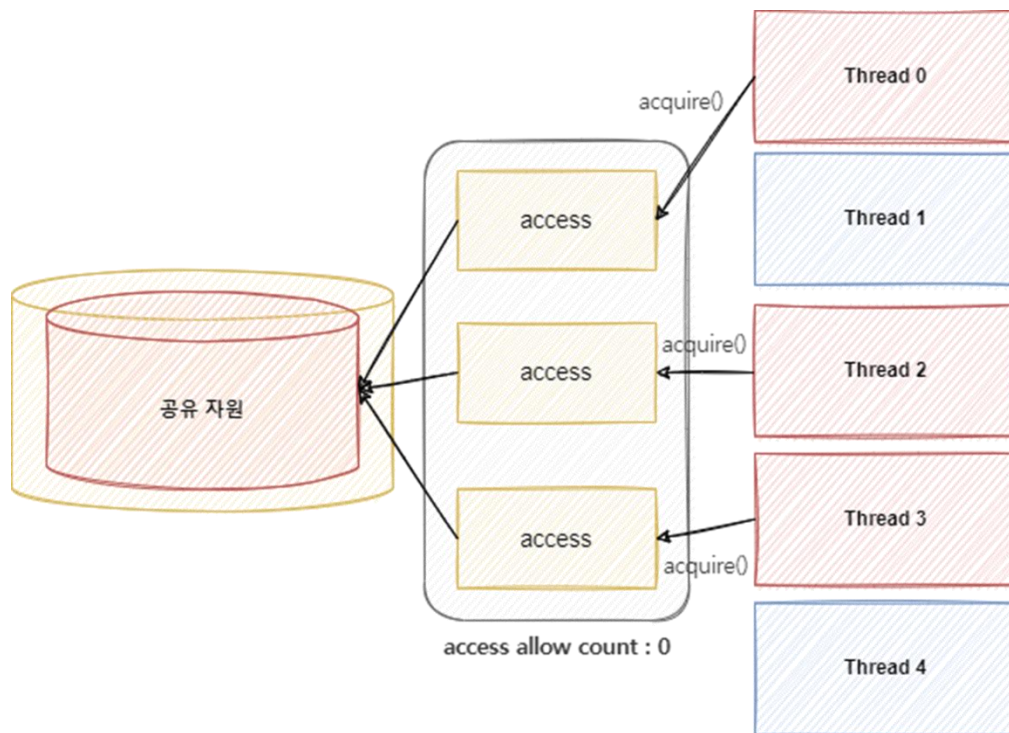 Thread 0
acquire()
access
Thread 1
acquire()
access
Thread 2
공유 자원
Thread 3
access
acquire()
access allow count : 0
Thread 4